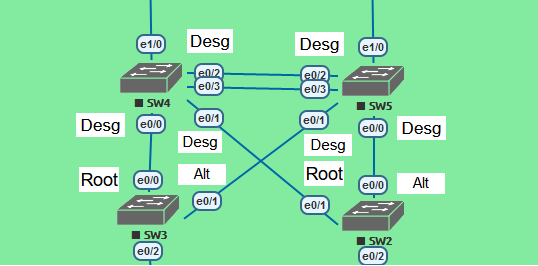 e1/0
e1/0
Desg
Desg
e0/2
e0/2
e0/3
e0/3
SW4
SW5
e0/1
e0/1
Desg
e0/0
e0/0
Desg
Desg
Desg
Root
Alt
Root
Alt
e0/0
e0/0
e0/1
e0/1
SW3
SW2
e0/2
e0/2